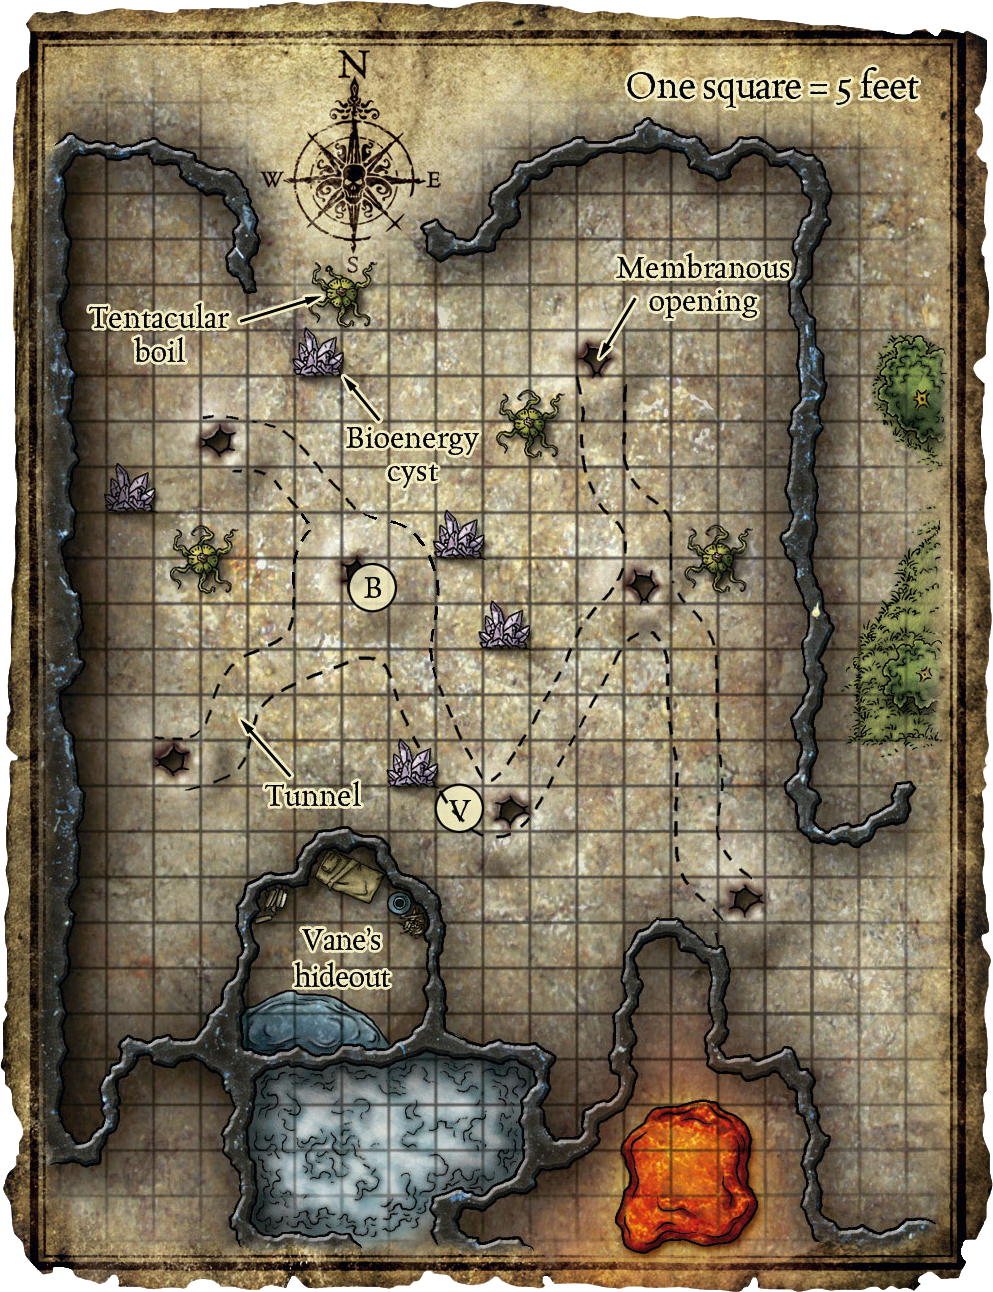 N
One square = 5 feet
W
E
S
Membranous
opening
Tentacular
boil
Bioenergy
cyst
B
Tunnel
V
Vane's
hideout